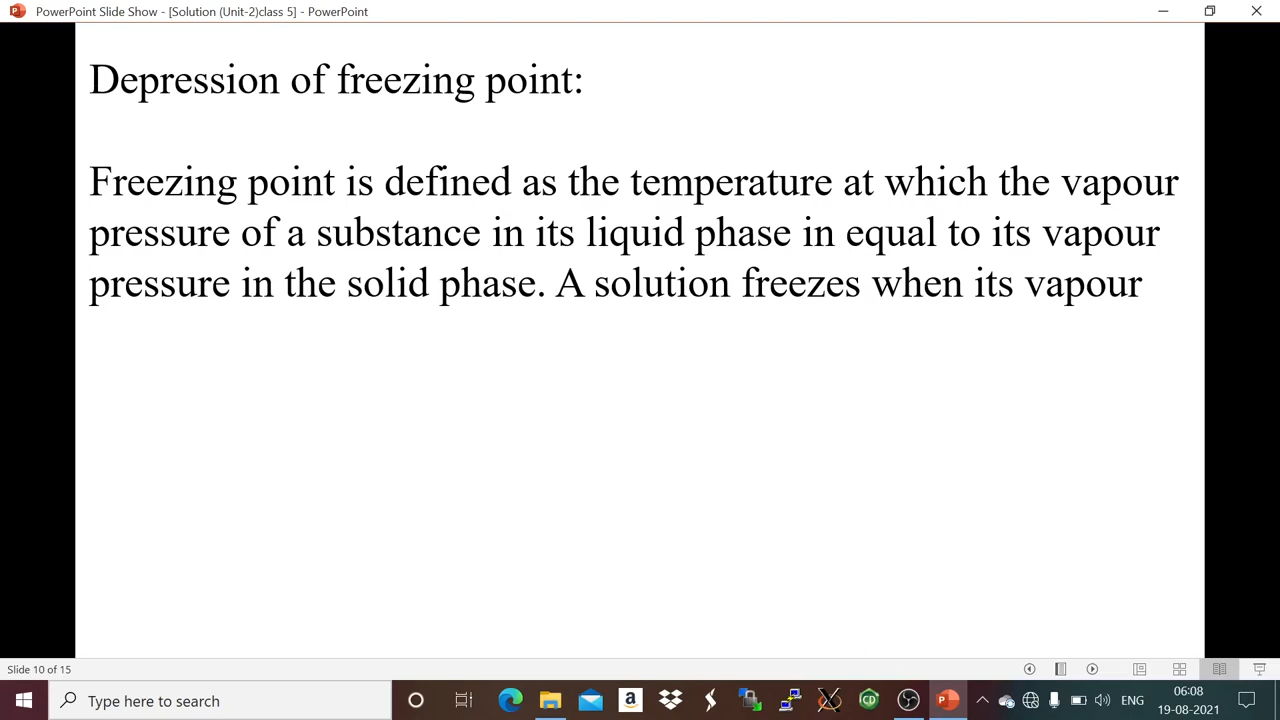 PowerPoint Slide Show - [Solution (Unit-2)class 5] - PowerPoint
Depression of freezing point:
Freezing point is defined as the temperature at which the vapour
pressure of a substance in its liquid phase in equal to its vapour
pressure in the solid phase. A solution freezes when its vapour
Slide 10 of 15
Type here to search
a
CD
ENG
06:08
19-08-2021